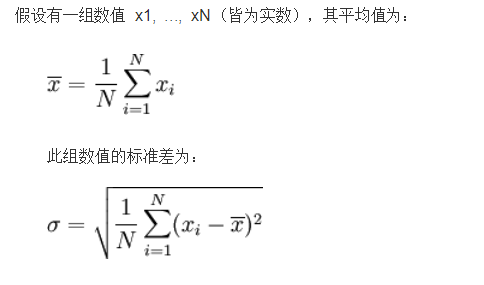 假设有一组数值 x1, ..., xN（皆为实数），其平均值为：
x̄ = 1/N ∑_{i=1}^{N} x_i
此组数值的标准差为：
σ = √(1/N ∑_{i=1}^{N} (x_i − x̄)²)